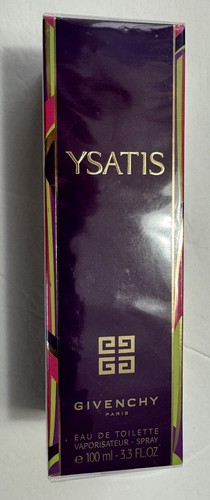 YSATIS
GIVENCHY
PARIS
EAU DE TOILETTE
VAPORISATEUR - SPRAY
℮ 100 ml - 3.3 FL.OZ